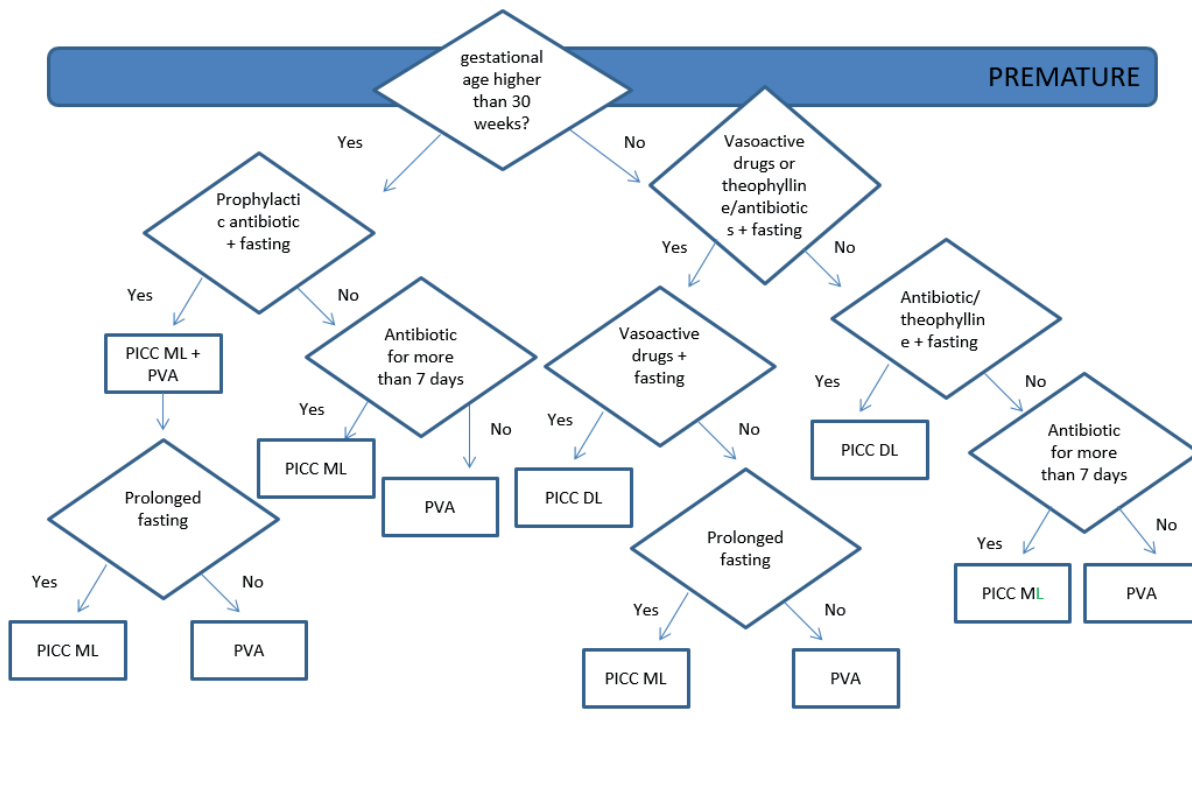 PREMATURE
gestational
age higher
than 30
weeks?
Yes
No
Prophylacti
c antibiotic
+ fasting
Vasoactive
drugs or
theophyllin
e/antibiotic
s + fasting
Yes
No
Yes
No
PICC ML +
PVA
Antibiotic
for more
than 7 days
Vasoactive
drugs +
fasting
Antibiotic/
theophyllin
e + fasting
Yes
No
Yes
No
Yes
No
PICC ML
PVA
PICC DL
PICC DL
Prolonged
fasting
Prolonged
fasting
Antibiotic
for more
than 7 days
Yes
No
Yes
No
Yes
No
PICC ML
PVA
PICC ML
PVA
PICC ML
PVA